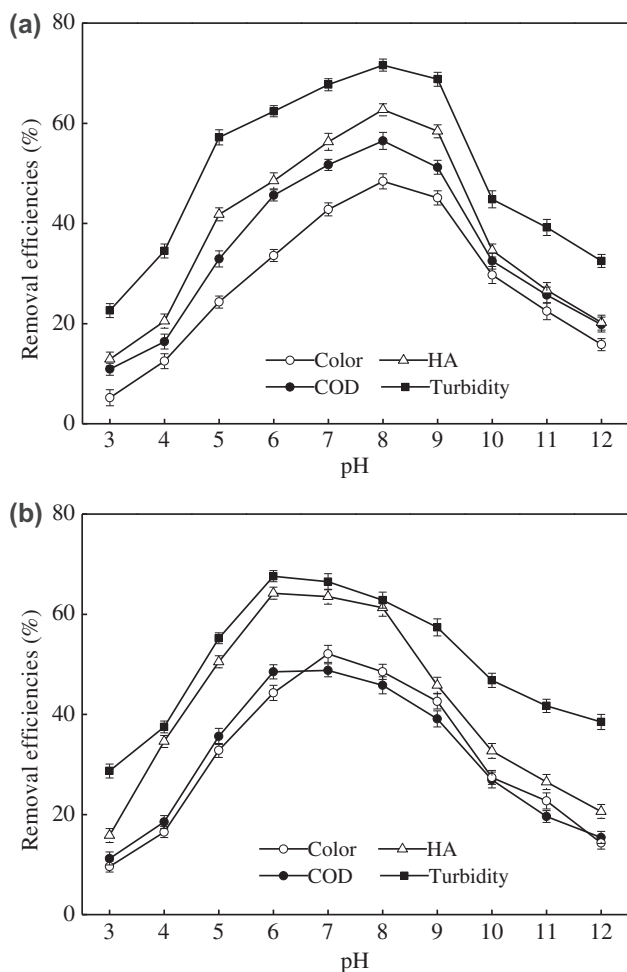 (a)
Removal efficiencies (%)
80
60
40
20
0
Color
HA
COD
Turbidity
3 4 5 6 7 8 9 10 11 12
pH
(b)
Removal efficiencies (%)
80
60
40
20
0
Color
HA
COD
Turbidity
3 4 5 6 7 8 9 10 11 12
pH